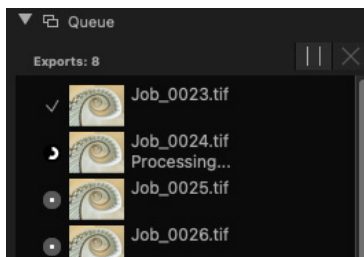 Queue
Exports: 8
Job_0023.tif
Job_0024.tif
Processing...
Job_0025.tif
Job_0026.tif